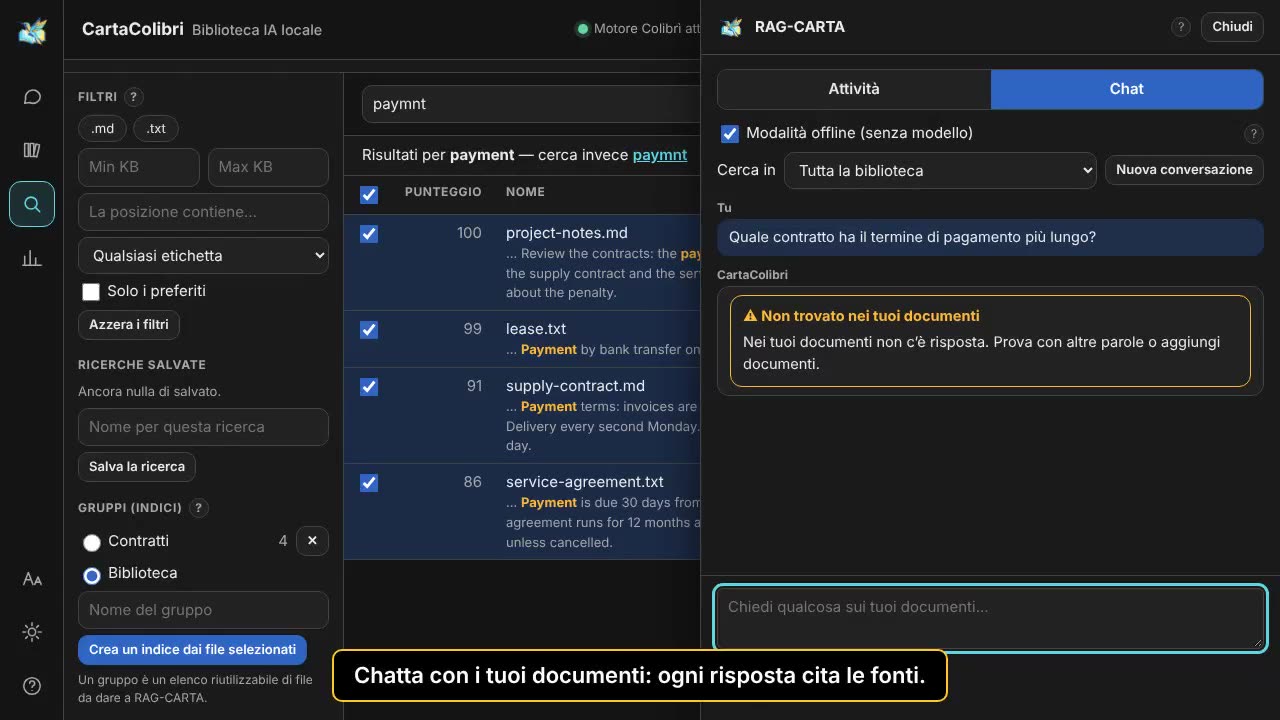 CartaColibri Biblioteca IA locale
Motore Colibrì att
FILTRI ?
.md .txt
Min KB Max KB
La posizione contiene...
Qualsiasi etichetta
Solo i preferiti
Azzera i filtri
RICERCHE SALVATE
Ancora nulla di salvato.
Nome per questa ricerca
Salva la ricerca
GRUPPI (INDICI) ?
Contratti 4 ×
Biblioteca
Nome del gruppo
Crea un indice dai file selezionati
Un gruppo è un elenco riutilizzabile di file
da dare a RAG-CARTA.
paymnt
Risultati per payment — cerca invece paymnt
PUNTEGGIO NOME
100 project-notes.md
... Review the contracts: the pay
the supply contract and the ser
about the penalty.
99 lease.txt
... Payment by bank transfer on
91 supply-contract.md
... Payment terms: invoices are
Delivery every second Monday.
day.
86 service-agreement.txt
... Payment is due 30 days from
agreement runs for 12 months a
unless cancelled.
RAG-CARTA ? Chiudi
Attività Chat
Modalità offline (senza modello) ?
Cerca in Tutta la biblioteca Nuova conversazione
Tu
Quale contratto ha il termine di pagamento più lungo?
CartaColibri
⚠ Non trovato nei tuoi documenti
Nei tuoi documenti non c’è risposta. Prova con altre parole o aggiungi
documenti.
Chiedi qualcosa sui tuoi documenti...
Chatta con i tuoi documenti: ogni risposta cita le fonti.
AA
?